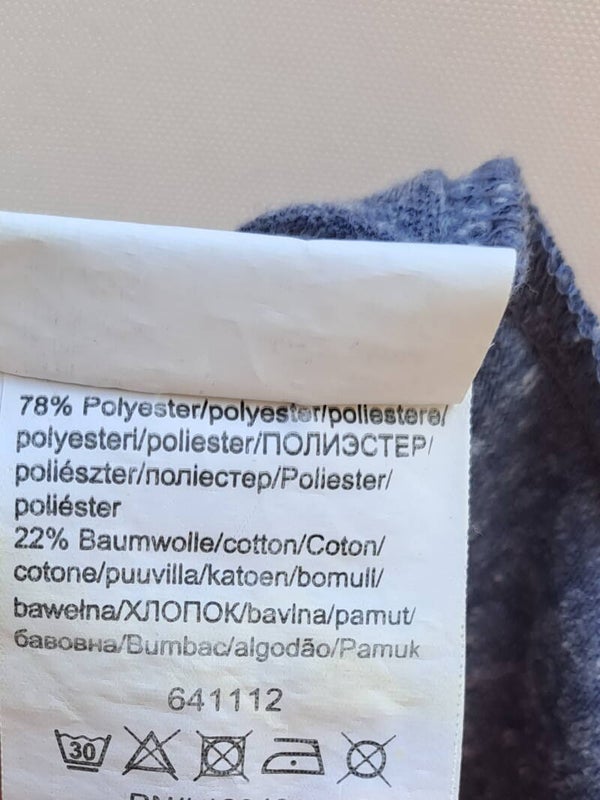 78% Polyester/polyester/poliestere/
polyesteri/poliester/ПОЛИЭСТЕР/
poliészter/поліестер/Poliester/
poliéster
22% Baumwolle/cotton/Coton/
cotone/puuvilla/katoen/bomull/
bawełna/ХЛОПОК/bavlna/pamut/
бавовна/Bumbac/algodão/Pamuk
641112
30